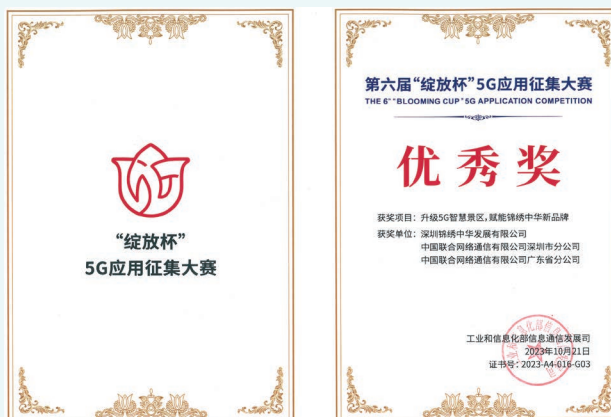 “绽放杯”
5G应用征集大赛
第六届“绽放杯”5G应用征集大赛
THE 6TH “BLOOMING CUP” 5G APPLICATION COMPETITION
优秀奖
获奖项目：升级5G智慧景区，赋能锦绣中华新品牌
获奖单位：深圳锦绣中华发展有限公司
中国联合网络通信有限公司深圳市分公司
中国联合网络通信有限公司广东省分公司
工业和信息化部信息通信发展司
2023年10月21日
证书号：2023-A4-016-G03